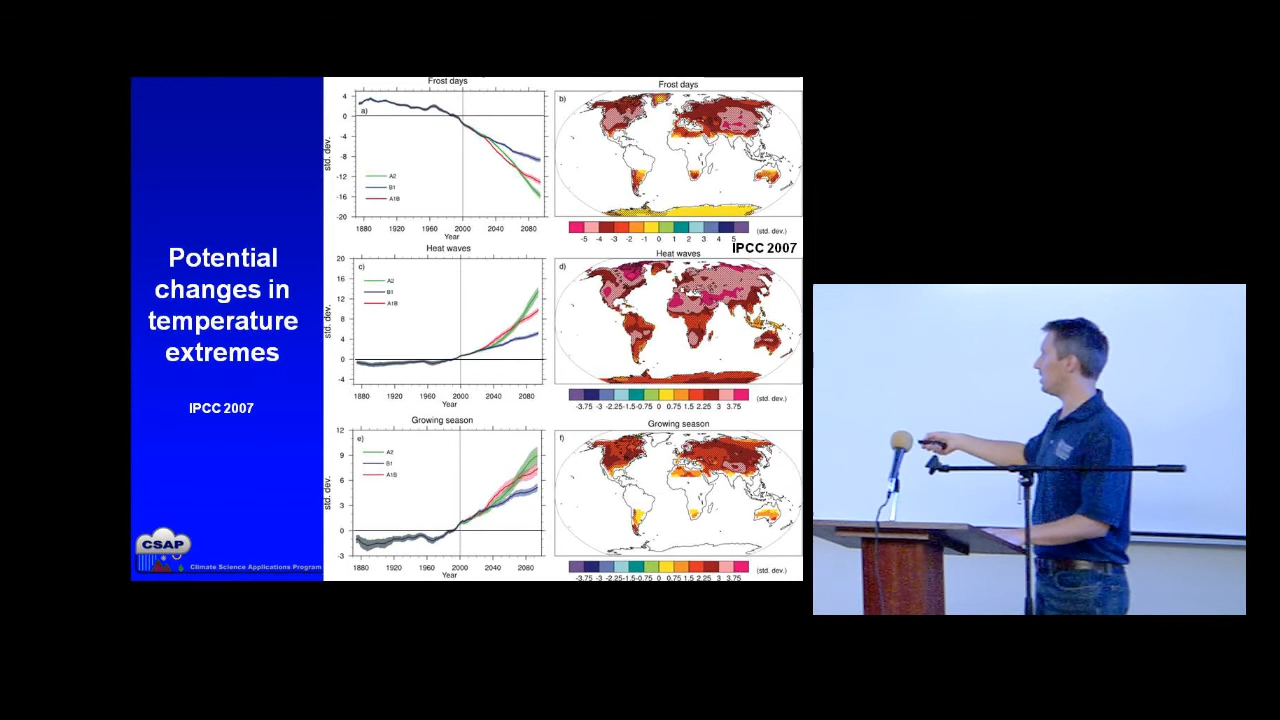 Potential
changes in
temperature
extremes
IPCC 2007
CSAP
Climate Science Applications Program
Frost days
a)
4
0
-4
-8
-12
-16
-20
std. dev.
A2
B1
A1B
1880 1920 1960 2000 2040 2080
Year
Frost days
b)
-5 -4 -3 -2 -1 0 1 2 3 4 5
(std. dev.)
IPCC 2007
Heat waves
c)
20
16
12
8
4
0
-4
std. dev.
A2
B1
A1B
1880 1920 1960 2000 2040 2080
Year
Heat waves
d)
-3.75 -3 -2.25 -1.5 -0.75 0 0.75 1.5 2.25 3 3.75
(std. dev.)
Growing season
e)
12
9
6
3
0
-3
std. dev.
A2
B1
A1B
1880 1920 1960 2000 2040 2080
Year
Growing season
f)
-3.75 -3 -2.25 -1.5 -0.75 0 0.75 1.5 2.25 3 3.75
(std. dev.)